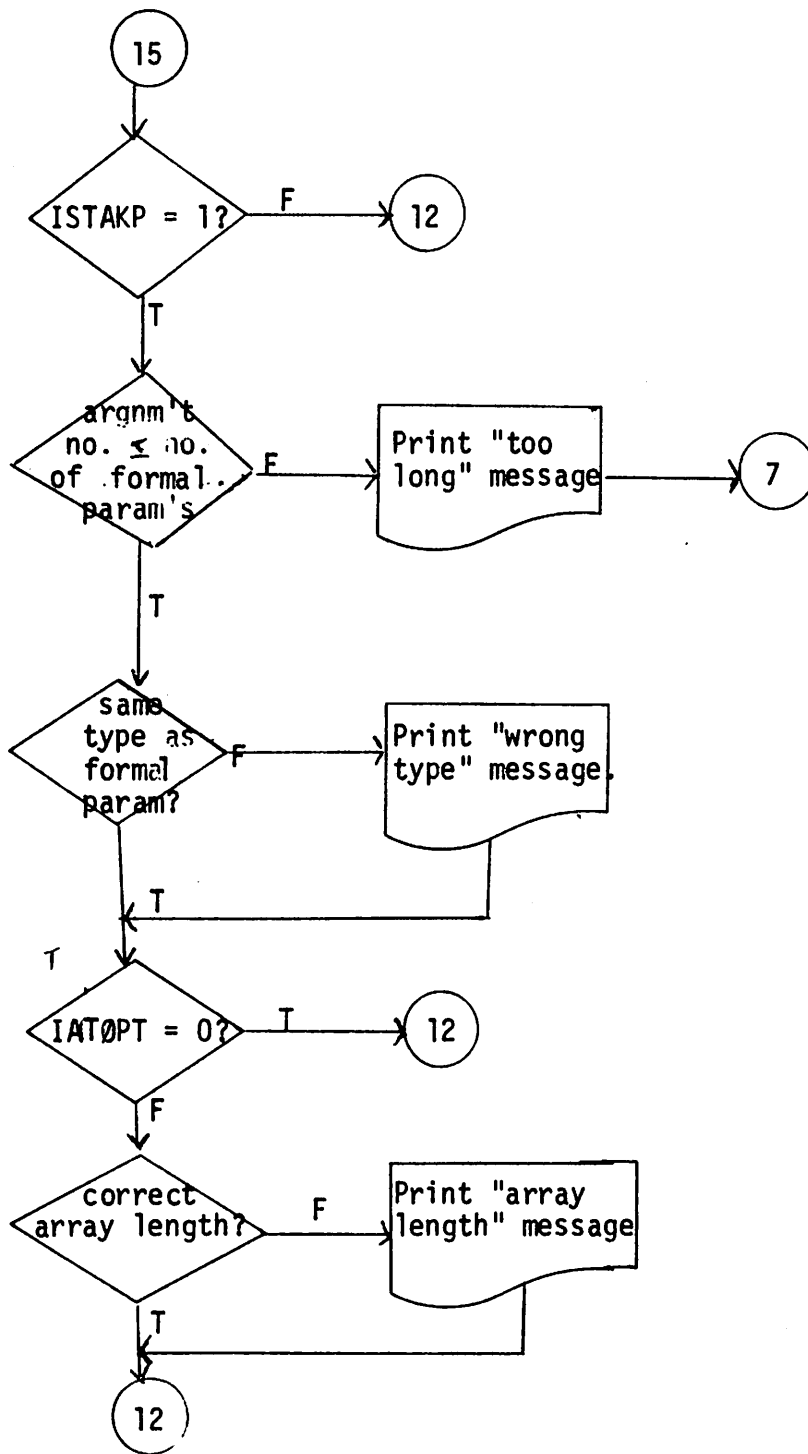 15
ISTAKP = 1?
F
12
T
argnm't
no. ≤ no.
of formal
param's
F
Print "too
long" message
7
T
same
type as
formal
param?
F
Print "wrong
type" message.
T
T
IATØPT = 0?
T
12
F
correct
array length?
F
Print "array
length" message
T
12